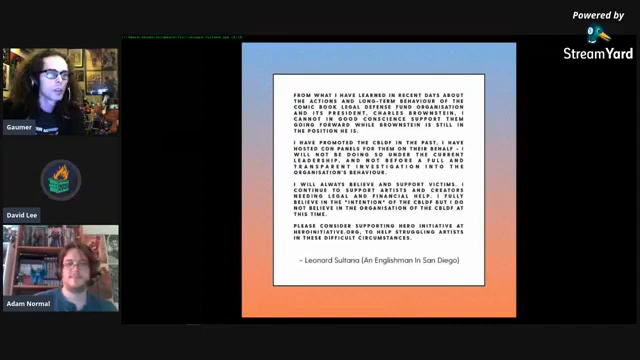 Powered by
StreamYard
FROM WHAT I HAVE LEARNED IN RECENT DAYS ABOUT
THE ACTIONS AND LONG-TERM BEHAVIOUR OF THE
COMIC BOOK LEGAL DEFENSE FUND ORGANISATION
AND ITS PRESIDENT, CHARLES BROWNSTEIN, I
CANNOT IN GOOD CONSCIENCE SUPPORT THEM
GOING FORWARD WHILE BROWNSTEIN IS STILL IN
THE POSITION HE IS.
I HAVE PROMOTED THE CBLDF IN THE PAST, I HAVE
HOSTED CON PANELS FOR THEM ON THEIR BEHALF – I
WILL NOT BE DOING SO UNDER THE CURRENT
LEADERSHIP, AND NOT BEFORE A FULL AND
TRANSPARENT INVESTIGATION INTO THE
ORGANISATION'S BEHAVIOUR.
I WILL ALWAYS BELIEVE AND SUPPORT VICTIMS. I
CONTINUE TO SUPPORT ARTISTS AND CREATORS
NEEDING LEGAL AND FINANCIAL HELP. I FULLY
BELIEVE IN THE "INTENTION" OF THE CBLDF BUT I DO
NOT BELIEVE IN THE ORGANISATION OF THE CBLDF AT
THIS TIME.
PLEASE CONSIDER SUPPORTING HERO INITIATIVE AT
HEROINITIATIVE.ORG, TO HELP STRUGGLING ARTISTS
IN THESE DIFFICULT CIRCUMSTANCES.
– Leonard Sultana (An Englishman In San Diego)
Gaumer
David Lee
Adam Normal